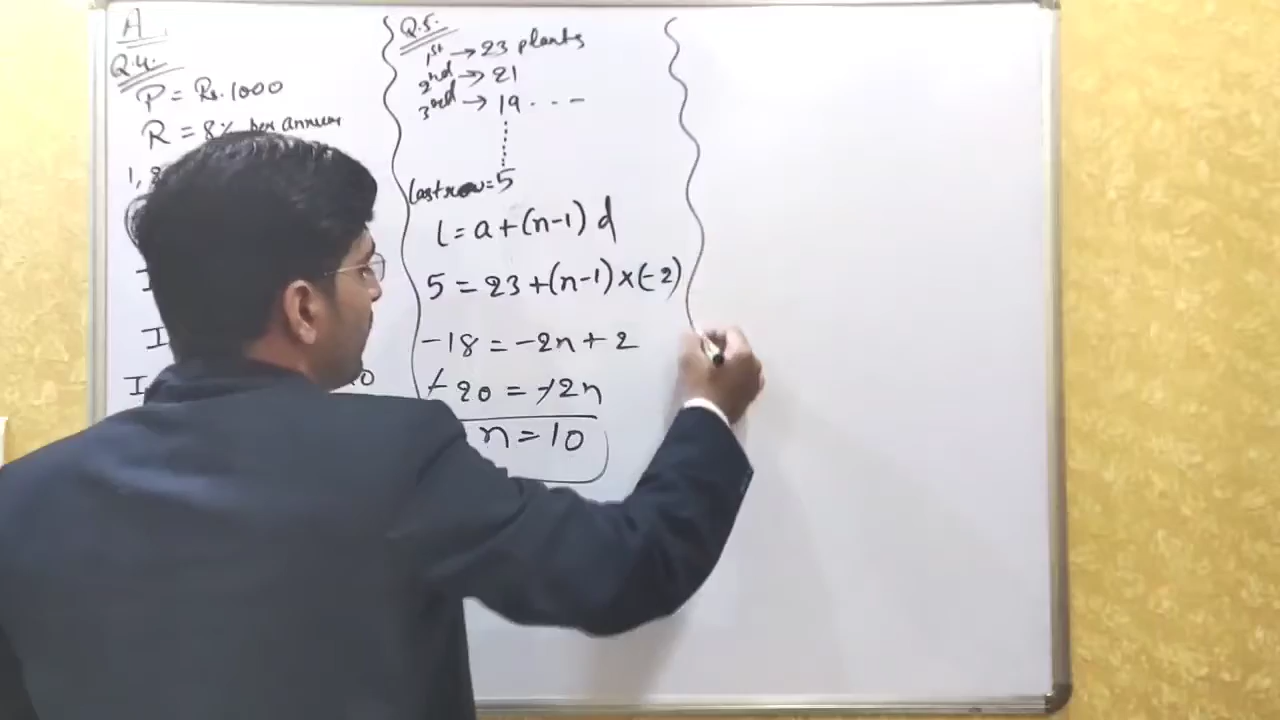 A
Q.4.
P = Rs. 1000
R = 8% per annum
1, 8
I
I
I
0
Q.5.
1st → 23 plants
2nd → 21
3rd → 19 . . . –
last row = 5
l = a + (n-1) d
5 = 23 + (n-1) × (-2)
-18 = -2n + 2
-20 = -2n
n = 10